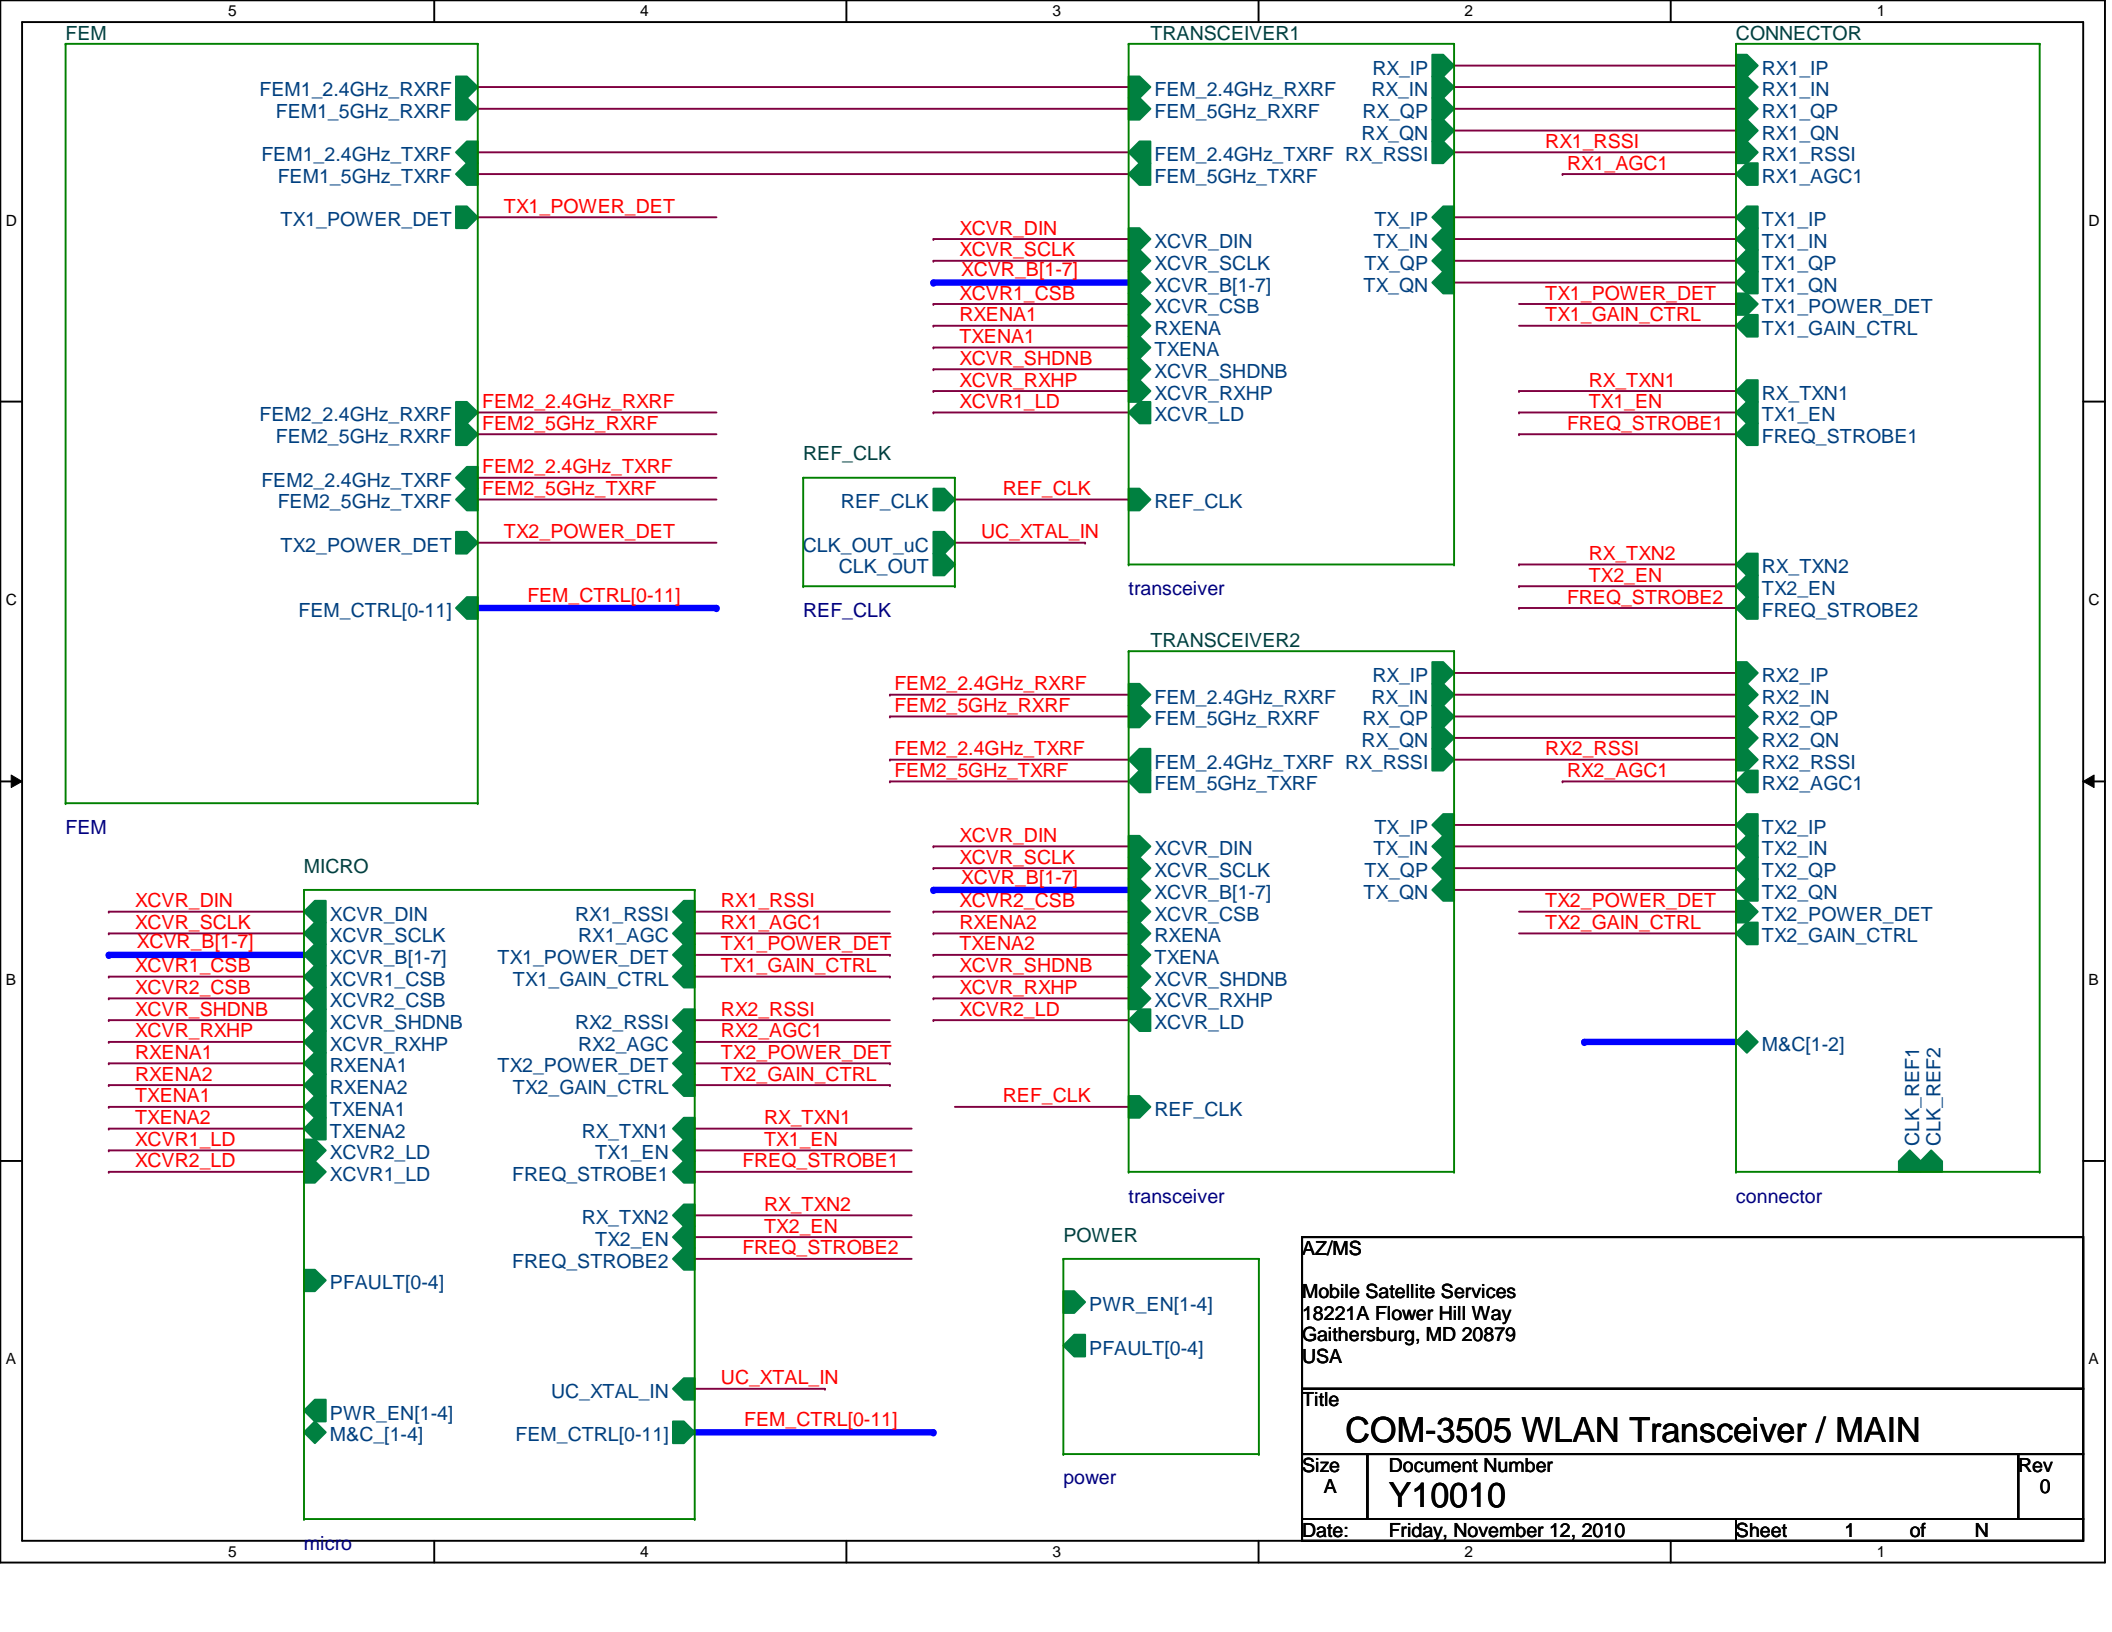 5 4 3 2 1
FEM
FEM1_2.4GHz_RXRF
FEM1_5GHz_RXRF
FEM1_2.4GHz_TXRF
FEM1_5GHz_TXRF
TX1_POWER_DET TX1_POWER_DET
FEM2_2.4GHz_RXRF FEM2_2.4GHz_RXRF
FEM2_5GHz_RXRF FEM2_5GHz_RXRF
FEM2_2.4GHz_TXRF FEM2_2.4GHz_TXRF
FEM2_5GHz_TXRF FEM2_5GHz_TXRF
TX2_POWER_DET TX2_POWER_DET
FEM_CTRL[0-11] FEM_CTRL[0-11]
FEM
REF_CLK
REF_CLK REF_CLK
CLK_OUT_uC UC_XTAL_IN
CLK_OUT
REF_CLK
TRANSCEIVER1
FEM_2.4GHz_RXRF
FEM_5GHz_RXRF
FEM_2.4GHz_TXRF
FEM_5GHz_TXRF
XCVR_DIN XCVR_DIN
XCVR_SCLK XCVR_SCLK
XCVR_B[1-7] XCVR_B[1-7]
XCVR1_CSB XCVR_CSB
RXENA1 RXENA
TXENA1 TXENA
XCVR_SHDNB XCVR_SHDNB
XCVR_RXHP XCVR_RXHP
XCVR1_LD XCVR_LD
REF_CLK
RX_IP
RX_IN
RX_QP
RX_QN
RX_RSSI
TX_IP
TX_IN
TX_QP
TX_QN
transceiver
CONNECTOR
RX1_IP
RX1_IN
RX1_QP
RX1_QN
RX1_RSSI RX1_RSSI
RX1_AGC1 RX1_AGC1
TX1_IP
TX1_IN
TX1_QP
TX1_QN
TX1_POWER_DET TX1_POWER_DET
TX1_GAIN_CTRL TX1_GAIN_CTRL
RX_TXN1 RX_TXN1
TX1_EN TX1_EN
FREQ_STROBE1 FREQ_STROBE1
RX_TXN2 RX_TXN2
TX2_EN TX2_EN
FREQ_STROBE2 FREQ_STROBE2
RX2_IP
RX2_IN
RX2_QP
RX2_QN
RX2_RSSI RX2_RSSI
RX2_AGC1 RX2_AGC1
TX2_IP
TX2_IN
TX2_QP
TX2_QN
TX2_POWER_DET TX2_POWER_DET
TX2_GAIN_CTRL TX2_GAIN_CTRL
M&C[1-2]
CLK_REF1
CLK_REF2
connector
TRANSCEIVER2
FEM2_2.4GHz_RXRF FEM_2.4GHz_RXRF
FEM2_5GHz_RXRF FEM_5GHz_RXRF
FEM2_2.4GHz_TXRF FEM_2.4GHz_TXRF
FEM2_5GHz_TXRF FEM_5GHz_TXRF
XCVR_DIN XCVR_DIN
XCVR_SCLK XCVR_SCLK
XCVR_B[1-7] XCVR_B[1-7]
XCVR2_CSB XCVR_CSB
RXENA2 RXENA
TXENA2 TXENA
XCVR_SHDNB XCVR_SHDNB
XCVR_RXHP XCVR_RXHP
XCVR2_LD XCVR_LD
REF_CLK REF_CLK
RX_IP
RX_IN
RX_QP
RX_QN
RX_RSSI
TX_IP
TX_IN
TX_QP
TX_QN
transceiver
MICRO
XCVR_DIN XCVR_DIN
XCVR_SCLK XCVR_SCLK
XCVR_B[1-7] XCVR_B[1-7]
XCVR1_CSB XCVR1_CSB
XCVR2_CSB XCVR2_CSB
XCVR_SHDNB XCVR_SHDNB
XCVR_RXHP XCVR_RXHP
RXENA1 RXENA1
RXENA2 RXENA2
TXENA1 TXENA1
TXENA2 TXENA2
XCVR1_LD XCVR2_LD
XCVR2_LD XCVR1_LD
PFAULT[0-4]
PWR_EN[1-4]
M&C_[1-4]
RX1_RSSI RX1_RSSI
RX1_AGC RX1_AGC1
TX1_POWER_DET TX1_POWER_DET
TX1_GAIN_CTRL TX1_GAIN_CTRL
RX2_RSSI RX2_RSSI
RX2_AGC RX2_AGC1
TX2_POWER_DET TX2_POWER_DET
TX2_GAIN_CTRL TX2_GAIN_CTRL
RX_TXN1 RX_TXN1
TX1_EN TX1_EN
FREQ_STROBE1 FREQ_STROBE1
RX_TXN2 RX_TXN2
TX2_EN TX2_EN
FREQ_STROBE2 FREQ_STROBE2
UC_XTAL_IN UC_XTAL_IN
FEM_CTRL[0-11] FEM_CTRL[0-11]
micro
POWER
PWR_EN[1-4]
PFAULT[0-4]
power
D D
C C
B B
A A
AZ/MS
Mobile Satellite Services
18221A Flower Hill Way
Gaithersburg, MD 20879
USA
Title
COM-3505 WLAN Transceiver / MAIN
Size Document Number Rev
A Y10010 0
Date: Friday, November 12, 2010 Sheet 1 of N
5 4 3 2 1